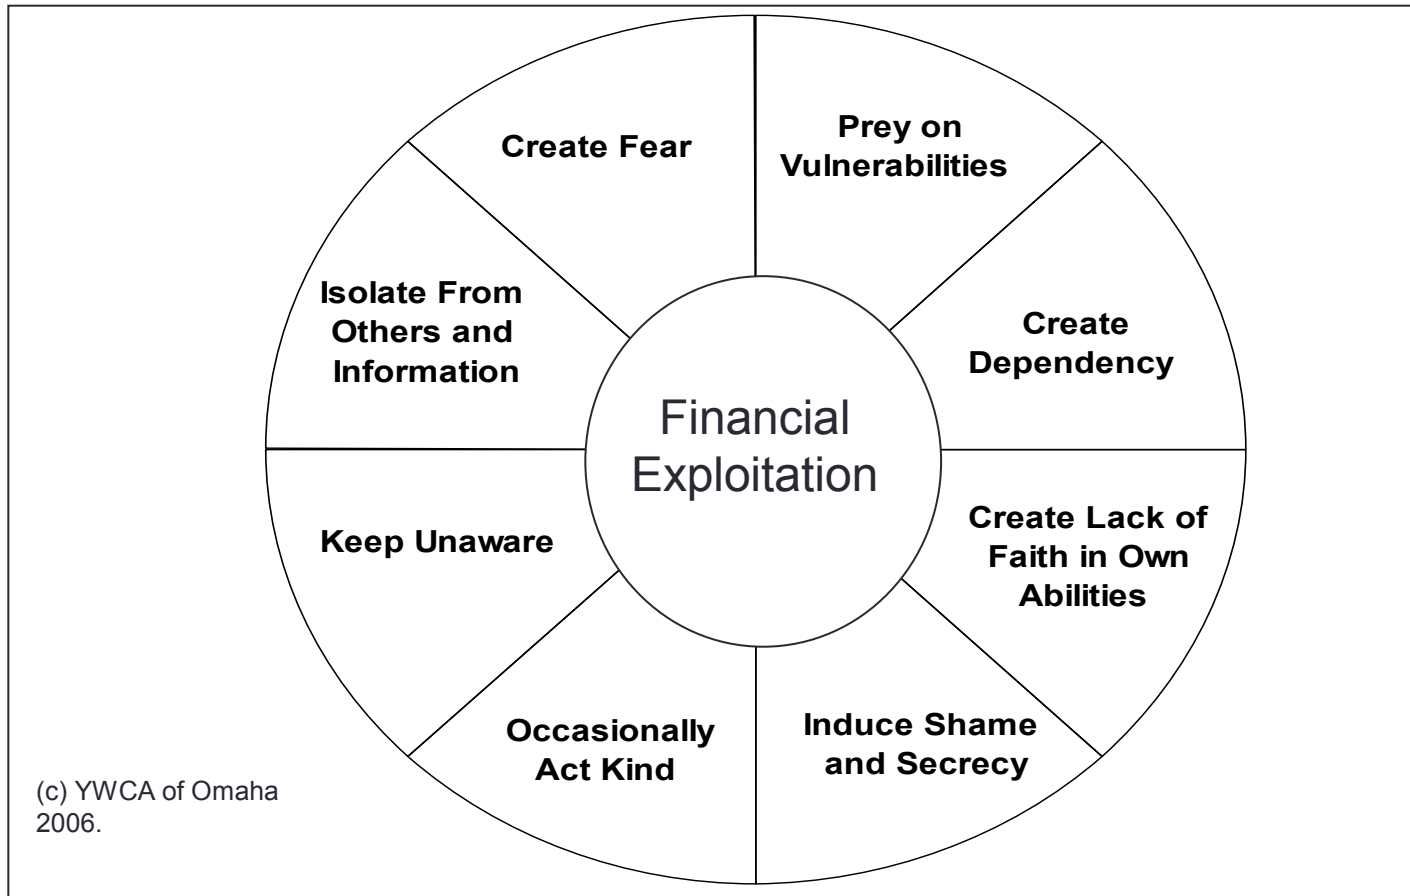 Create Fear
Prey on
Vulnerabilities
Isolate From
Others and
Information
Create
Dependency
Financial
Exploitation
Keep Unaware
Create Lack of
Faith in Own
Abilities
Occasionally
Act Kind
Induce Shame
and Secrecy
(c) YWCA of Omaha
2006.